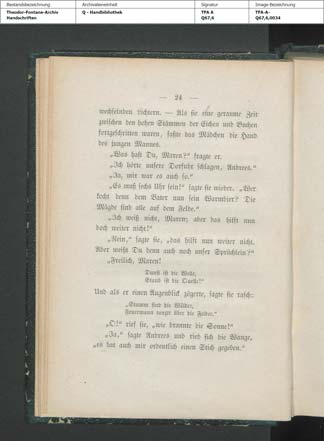 Bestandsbezeichnung Archivalieneinheit Signatur Image-Bezeichnung
Theodor-Fontane-Archiv Q - Handbibliothek TFA A TFA-A-
Handschriften Q67,6 Q67,6,0034
— 24 —
wechselnden Lichtern. — Als sie eine geraume Zeit
zwischen den hohen Stämmen der Eichen und Buchen
fortgeschritten waren, faßte das Mädchen die Hand
des jungen Mannes.
„Was hast Du, Maren?“ fragte er.
„Ich hörte unsere Dorfuhr schlagen, Andrees.“
„Ja, mir war es auch so.“
„Es muß sechs Uhr sein!“ sagte sie wieder. „Wer
kocht denn dem Vater nun sein Warmbier? Die
Mägde sind alle auf dem Felde.“
„Ich weiß nicht, Maren; aber das hilft nun
doch weiter nicht!“
„Nein,“ sagte sie, „das hilft nun weiter nicht.
Aber weißt Du denn auch noch unser Sprüchlein?“
„Freilich, Maren!
Dunst ist die Welle,
Staub ist die Quelle!“
Und als er einen Augenblick zögerte, sagte sie rasch:
„Stumm sind die Wälder,
Feuermann tanzet über die Felder.“
„O!“ rief sie, „wie brannte die Sonne!“
„Ja,“ sagte Andrees und rieb sich die Wange,
„es hat auch mir ordentlich einen Stich gegeben.“